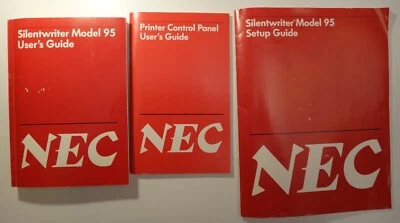 Silentwriter Model 95
User's Guide
NEC
Printer Control Panel
User's Guide
NEC
Silentwriter® Model 95
Setup Guide
NEC